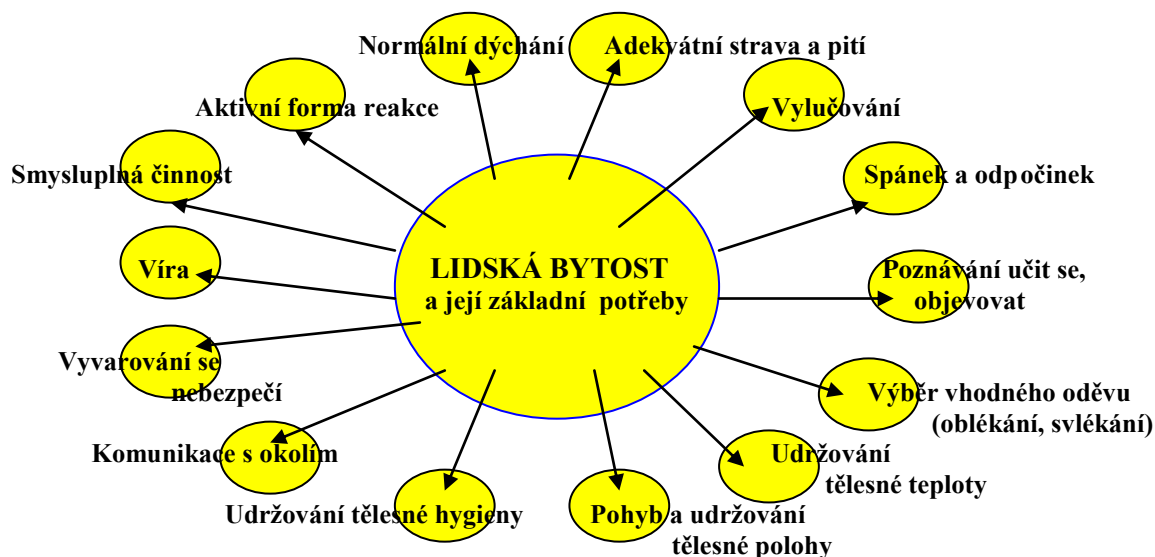 Normální dýchání
Adekvátní strava a pití
Aktivní forma reakce
Vylučování
Smysluplná činnost
Spánek a odpočinek
LIDSKÁ BYTOST
a její základní potřeby
Víra
Poznávání učit se,
objevovat
Vyvarování se
nebezpečí
Výběr vhodného oděvu
(oblékání, svlékání)
Komunikace s okolím
Udržování
tělesné teploty
Udržování tělesné hygieny
Pohyb a udržování
tělesné polohy